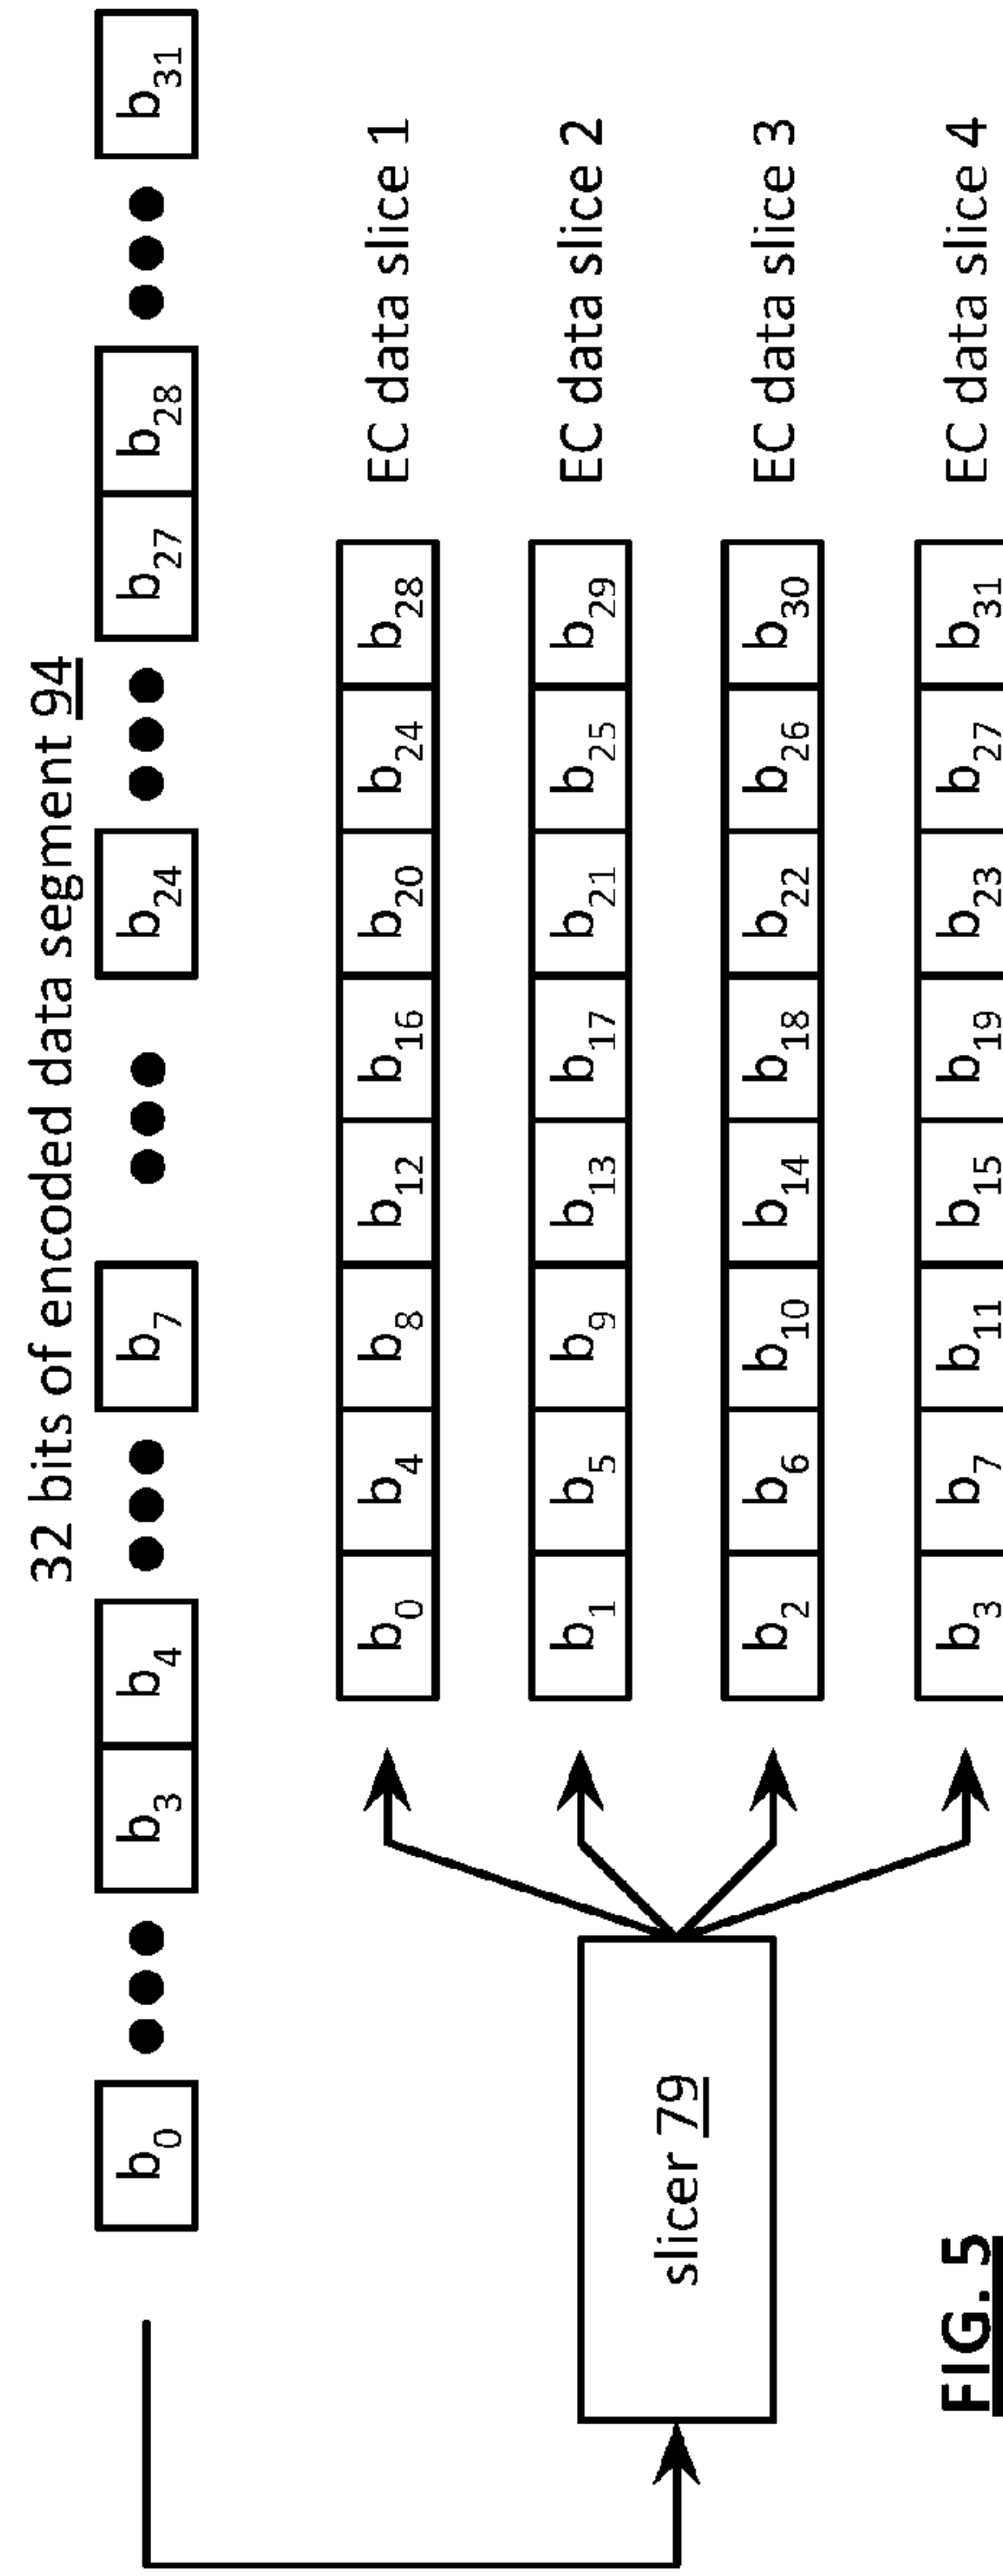 32 bits of encoded data segment 94
b0 b3 b4 b7 b24 b27 b28 b31
b0 b4 b8 b12 b16 b20 b24 b28 EC data slice 1
b1 b5 b9 b13 b17 b21 b25 b29 EC data slice 2
slicer 79
b2 b6 b10 b14 b18 b22 b26 b30 EC data slice 3
b3 b7 b11 b15 b19 b23 b27 b31 EC data slice 4
FIG. 5